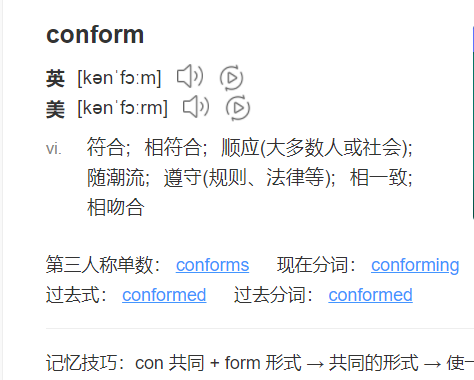 conform
英 [kənˈfɔːm]
美 [kənˈfɔːrm]
vi. 符合；相符合；顺应(大多数人或社会);
随潮流；遵守(规则、法律等)；相一致;
相吻合
第三人称单数： conforms 现在分词： conforming
过去式： conformed 过去分词： conformed
记忆技巧：con 共同 + form 形式 → 共同的形式 → 使一